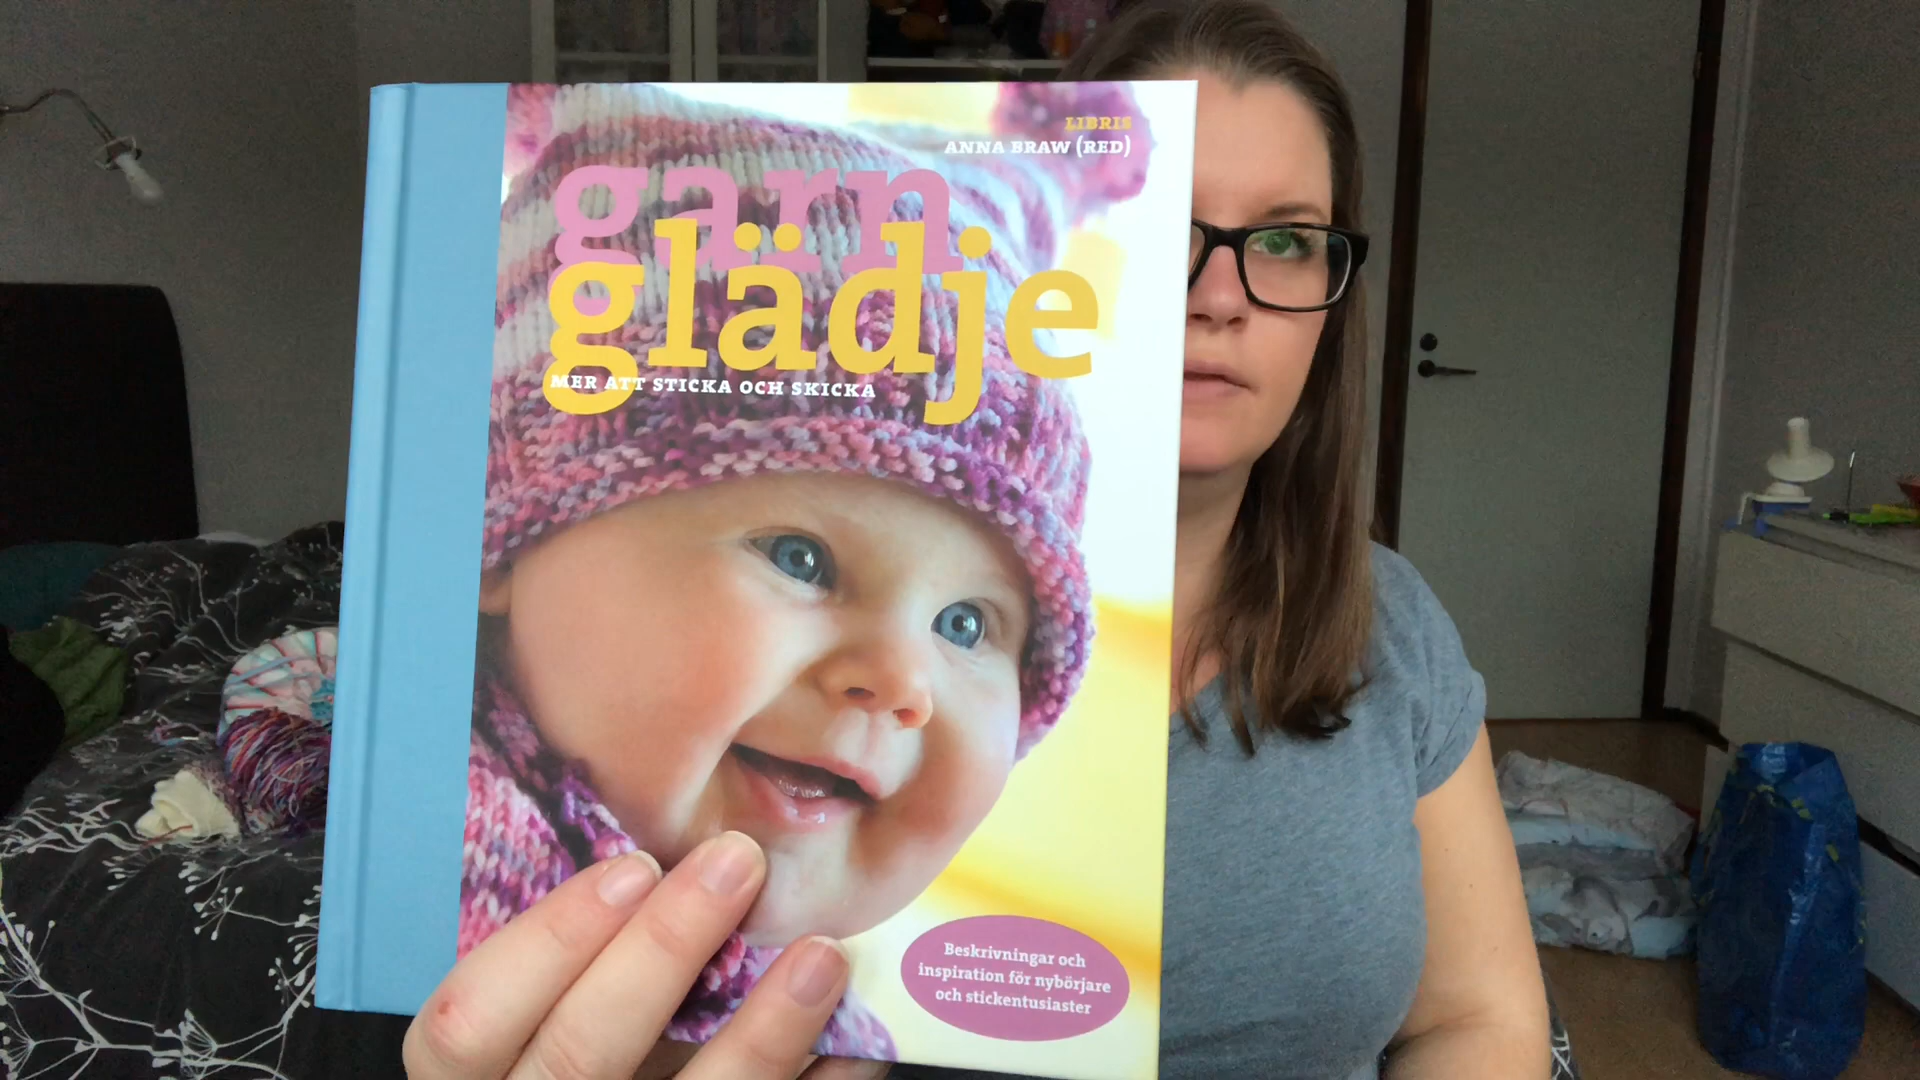 LIBRIS
ANNA BRAW (RED)
garn
glädje
MER ATT STICKA OCH SKICKA
Beskrivningar och
inspiration för nybörjare
och stickentusiaster